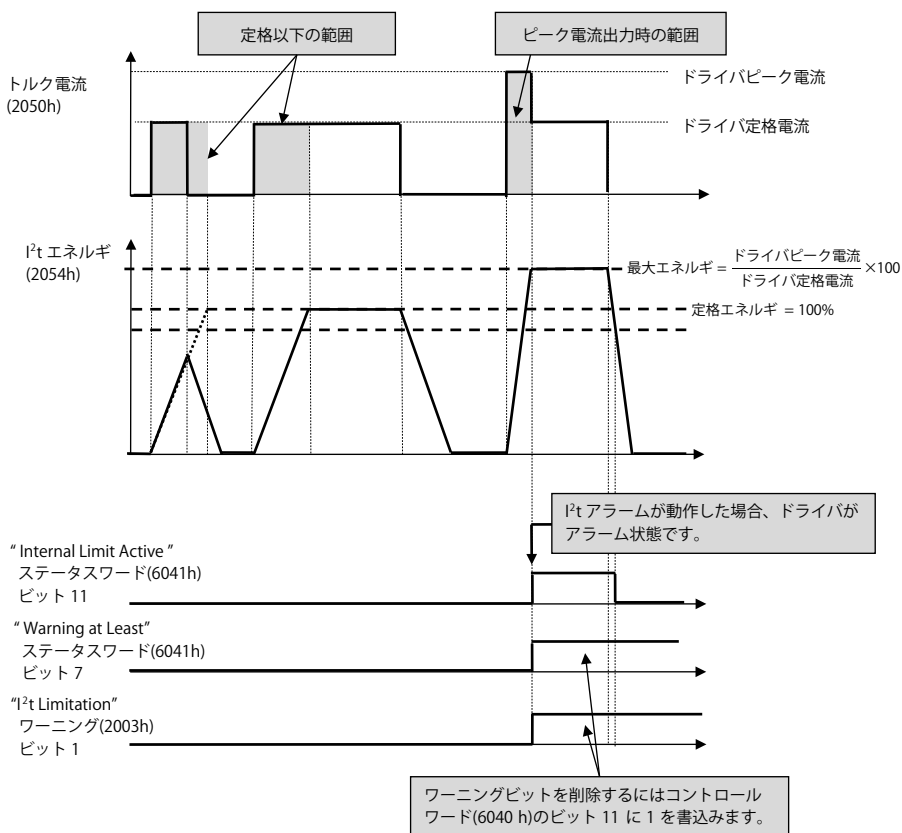 定格以下の範囲
ピーク電流出力時の範囲
トルク電流
(2050h)
ドライバピーク電流
ドライバ定格電流
I²t エネルギ
(2054h)
最大エネルギ = ドライバピーク電流 / ドライバ定格電流 ×100
定格エネルギ = 100%
I²t アラームが動作した場合、ドライバが
アラーム状態です。
“ Internal Limit Active ”
ステータスワード(6041h)
ビット 11
“ Warning at Least”
ステータスワード(6041h)
ビット 7
“I²t Limitation”
ワーニング(2003h)
ビット 1
ワーニングビットを削除するにはコントロール
ワード(6040 h)のビット 11 に 1 を書込みます。